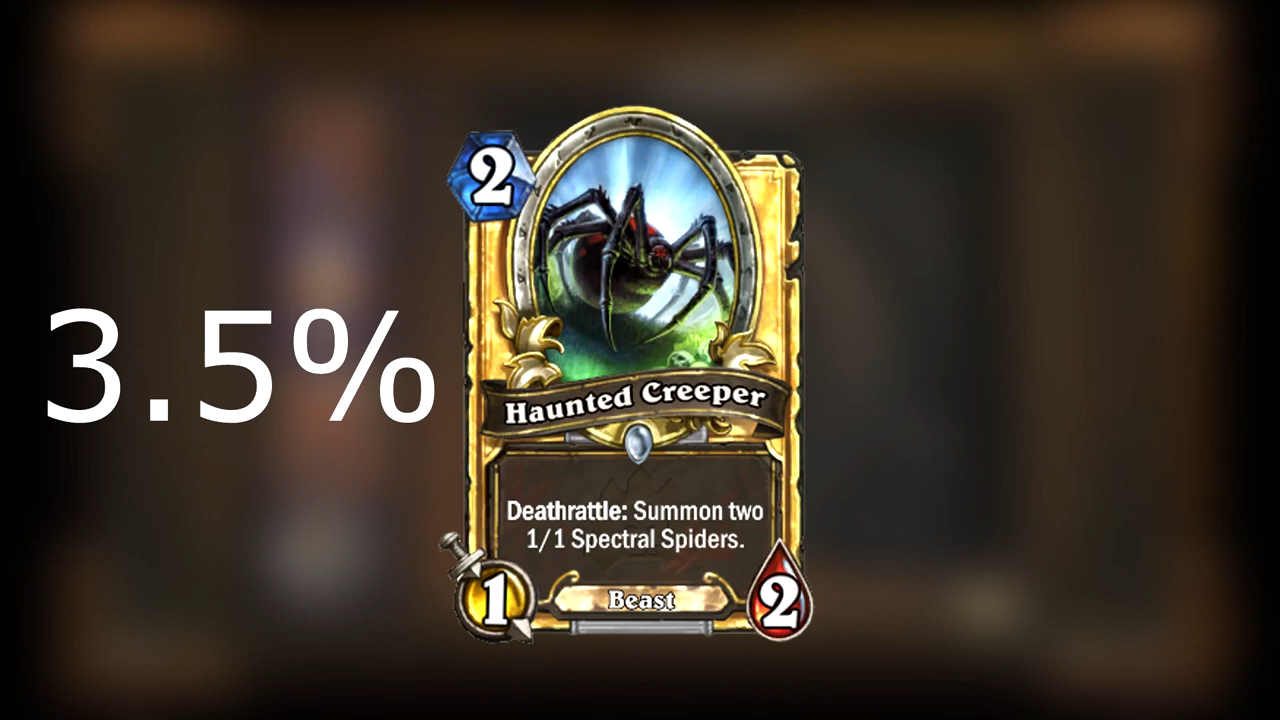 2
3.5%
Haunted Creeper
Deathrattle: Summon two
1/1 Spectral Spiders.
1
Beast
2